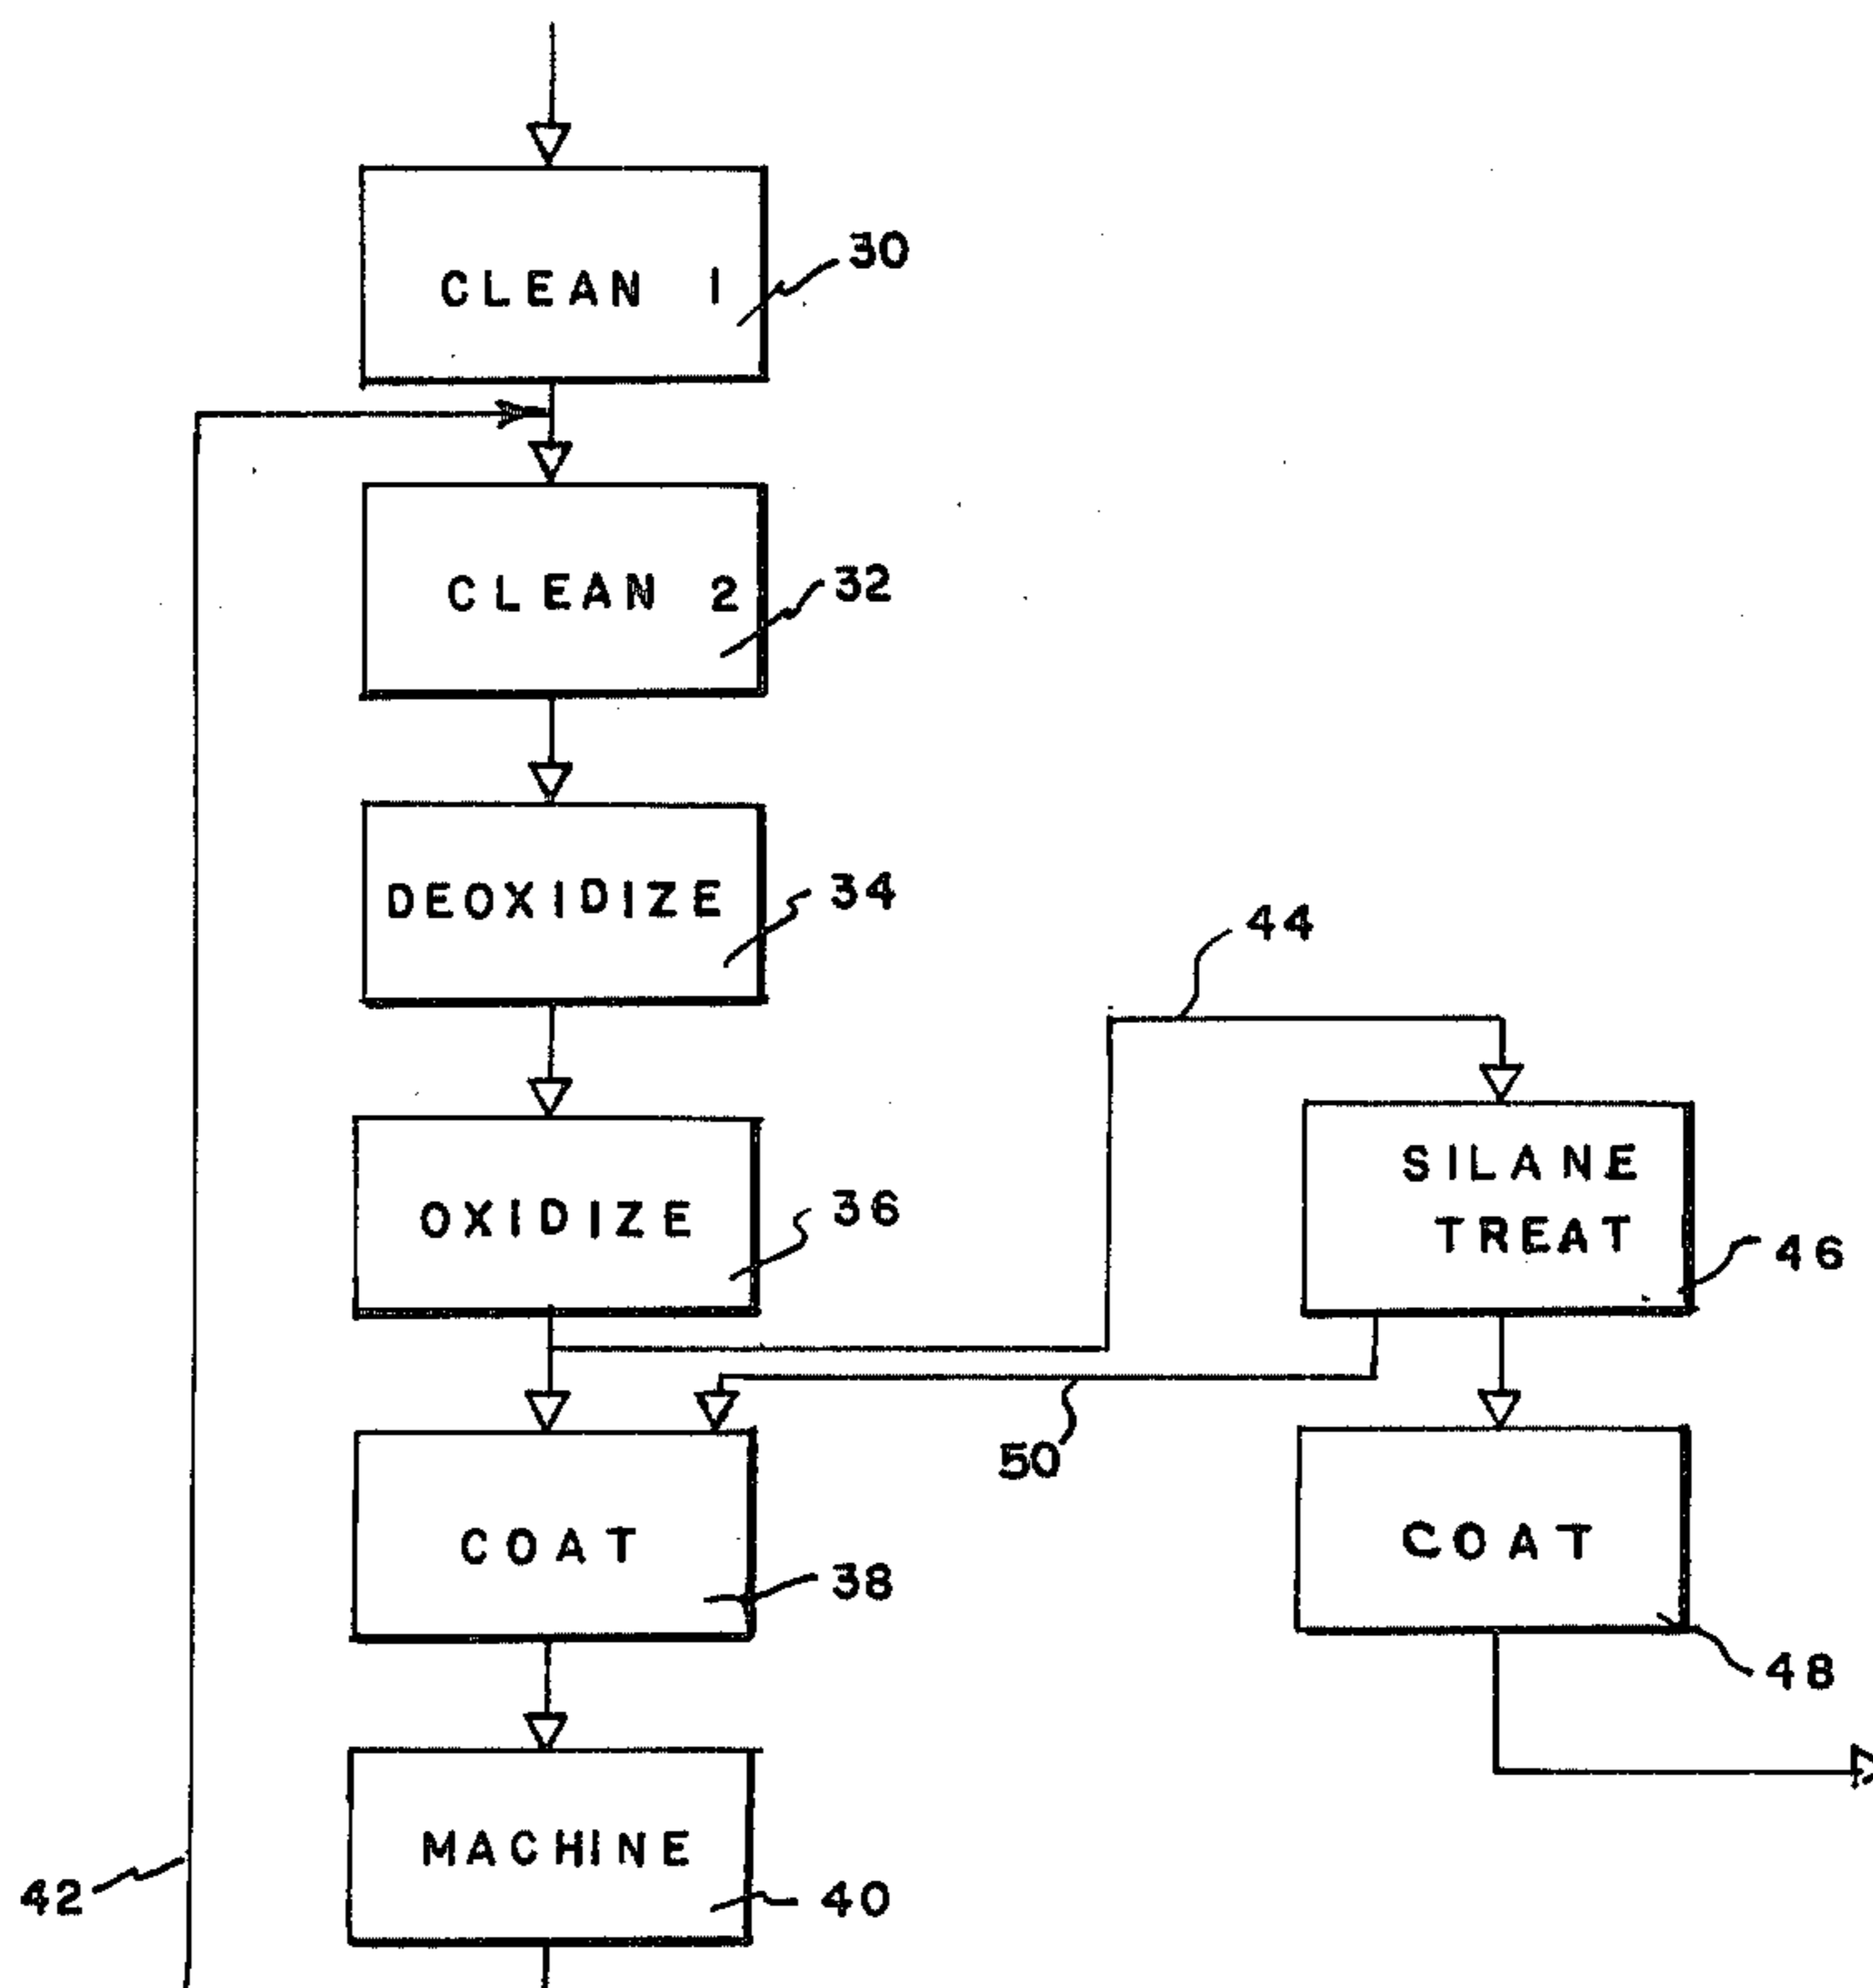 CLEAN 1
30
CLEAN 2
32
DEOXIDIZE
34
44
OXIDIZE
36
SILANE
TREAT
46
50
COAT
38
COAT
48
MACHINE
40
42